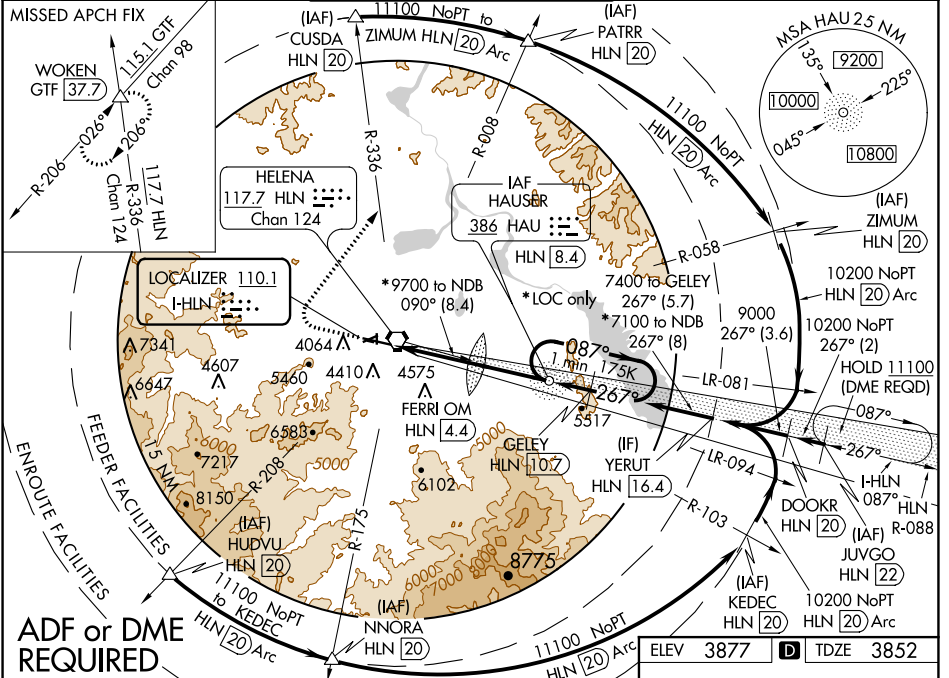 MISSED APCH FIX
115.1 GTF
Chan 98
WOKEN
GTF 37.7
026°
206°
R-206
117.7 HLN
R-336
Chan 124
(IAF)
CUSDA
HLN 20
11100 NoPT to
ZIMUM HLN 20 Arc
(IAF)
PATRR
HLN 20
11100 NoPT
HLN 20 Arc
MSA HAU 25 NM
135°
9200
225°
10000
045°
10800
R-336
R-008
HELENA
117.7 HLN
Chan 124
IAF
HAUSER
386 HAU
HLN 8.4
(IAF)
ZIMUM
HLN 20
R-058
LOCALIZER 110.1
I-HLN
*9700 to NDB
090° (8.4)
*LOC only
7400 to GELEY
267° (5.7)
*7100 to NDB
267° (8)
9000
267° (3.6)
10200 NoPT
HLN 20 Arc
10200 NoPT
267° (2)
HOLD 11100
(DME REQD)
087°
267°
7341
6647
4607
4064
5460
4410
4575
087°
1 min 175K
267°
LR-081
FERRI OM
HLN 4.4
5517
6583
6000
7217
5000
R-208
5000
6102
GELEY
HLN 10.7
(IF)
YERUT
HLN 16.4
LR-094
R-103
I-HLN
087°
HLN
R-088
DOOKR
HLN 20
(IAF)
JUVGO
HLN 22
15 NM
8150
FEEDER FACILITIES
ENROUTE FACILITIES
(IAF)
HUDVU
HLN 20
R-175
6000
7000
8000
8775
11100 NoPT
to KEDEC
HLN 20 Arc
(IAF)
NNORA
HLN 20
11100 NoPT
HLN 20 Arc
(IAF)
KEDEC
HLN 20
10200 NoPT
HLN 20 Arc
ADF or DME
REQUIRED
ELEV 3877 D TDZE 3852